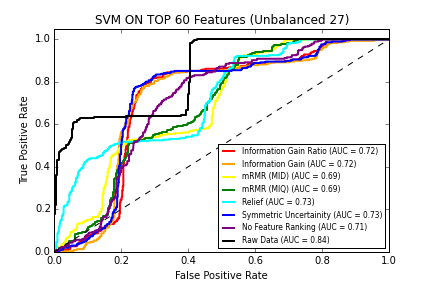 SVM ON TOP 60 Features (Unbalanced 27)
True Positive Rate
1.0
0.8
0.6
0.4
0.2
0.0
Information Gain Ratio (AUC = 0.72)
Information Gain (AUC = 0.72)
mRMR (MID) (AUC = 0.69)
mRMR (MIQ) (AUC = 0.69)
Relief (AUC = 0.73)
Symmetric Uncertainity (AUC = 0.73)
No Feature Ranking (AUC = 0.71)
Raw Data (AUC = 0.84)
0.0 0.2 0.4 0.6 0.8 1.0
False Positive Rate